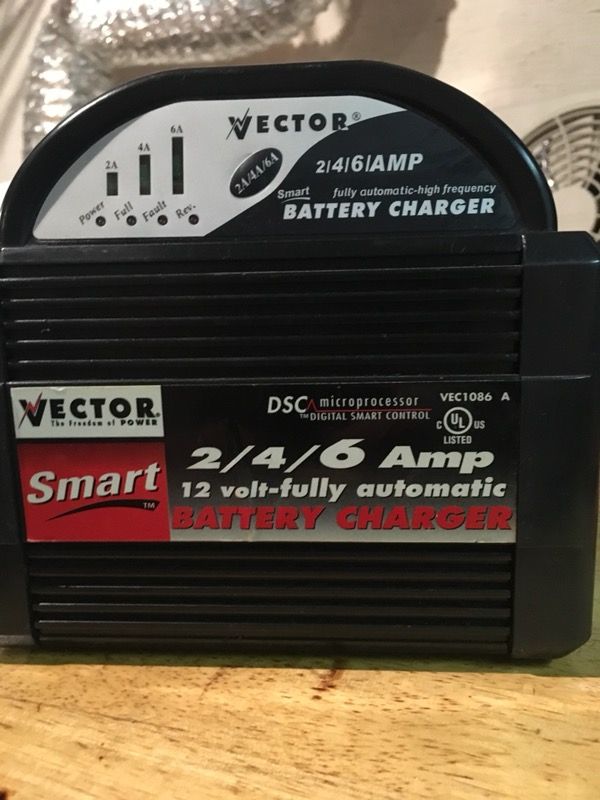 VECTOR®
6A
4A
2A
2A/4A/6A
2/4/6/AMP
Smart fully automatic-high frequency
BATTERY CHARGER
Power Full Fault Rev.
VECTOR®
The Freedom of POWER
DSC microprocessor
™DIGITAL SMART CONTROL
VEC1086 A
C UL US
LISTED
Smart™
2/4/6 Amp
12 volt-fully automatic
BATTERY CHARGER